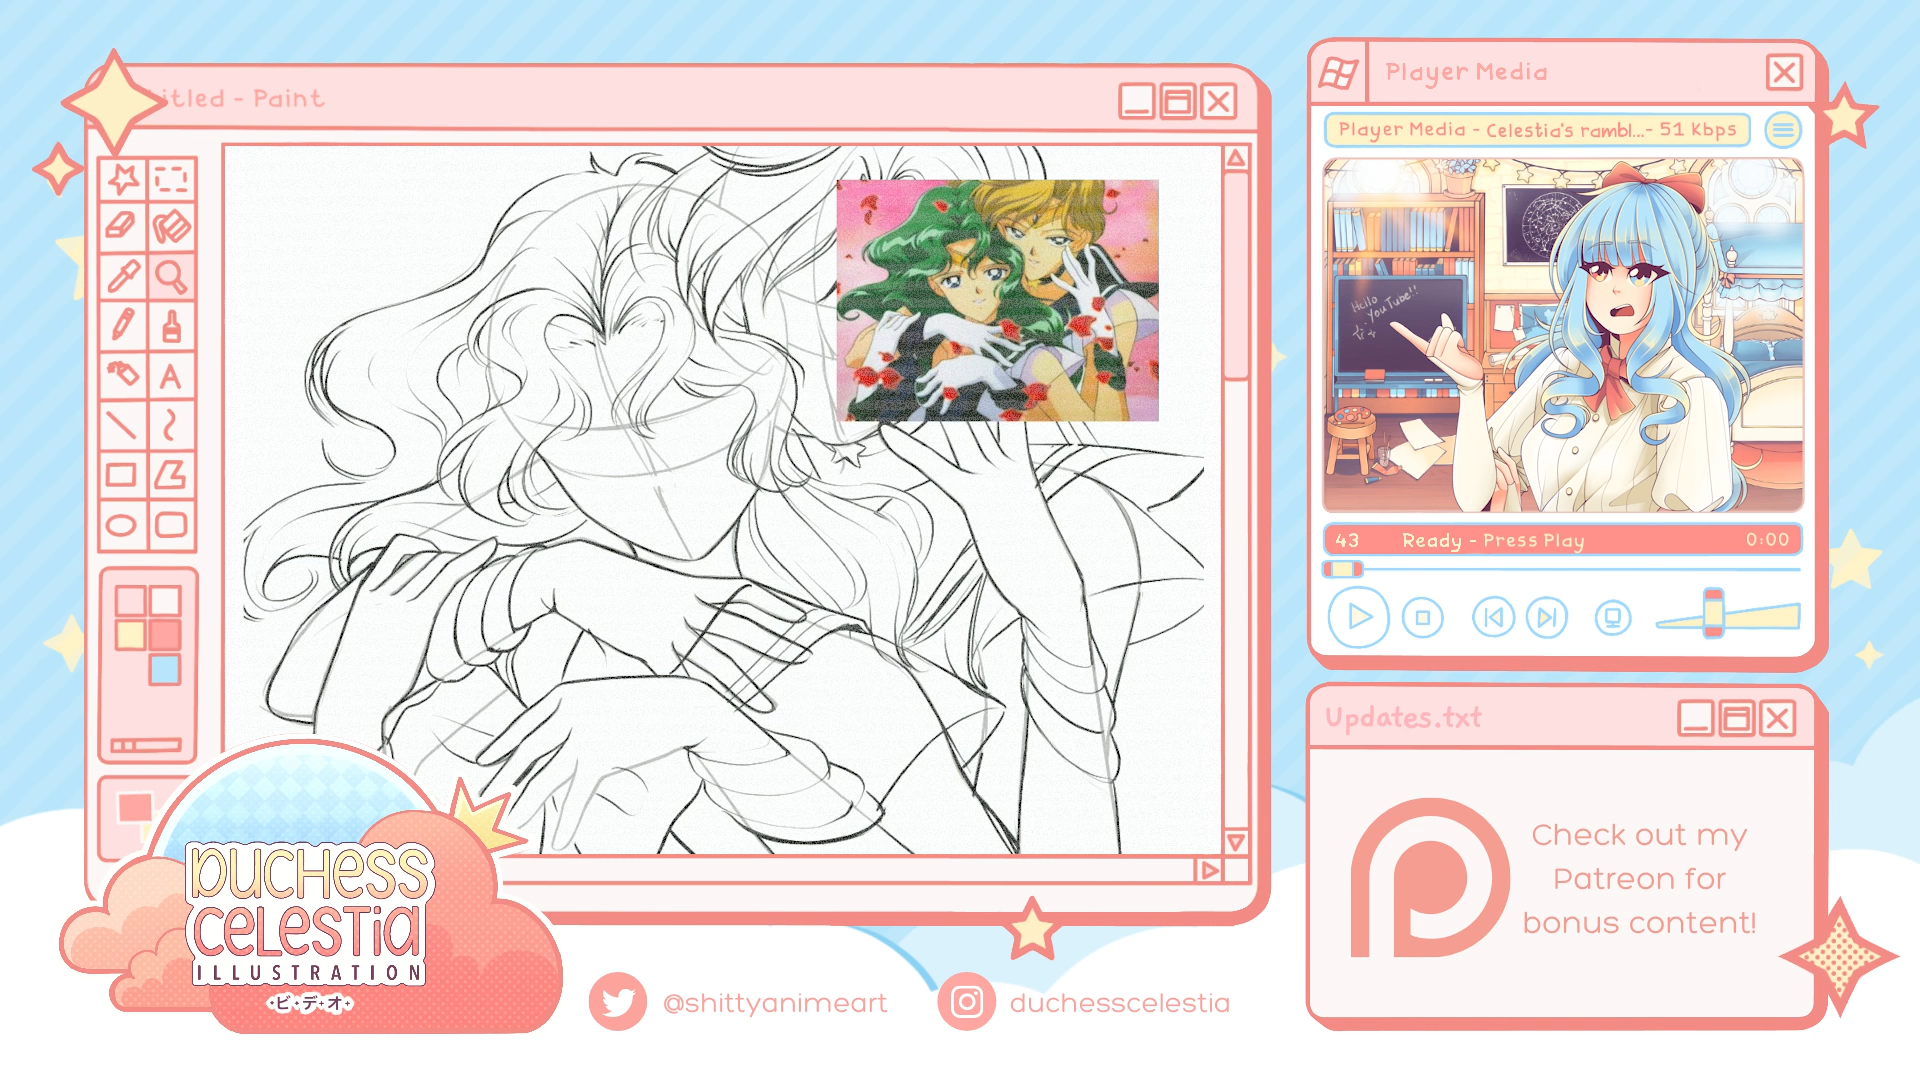 titled - Paint
Player Media
Player Media - Celestia's rambl...- 51 Kbps
Hello
YouTube!!
A
43 Ready - Press Play 0:00
Updates.txt
Check out my
Patreon for
bonus content!
DUCHESS
CELESTIA
ILLUSTRATION
・ビ・デ・オ・
@shittyanimeart
duchesscelestia